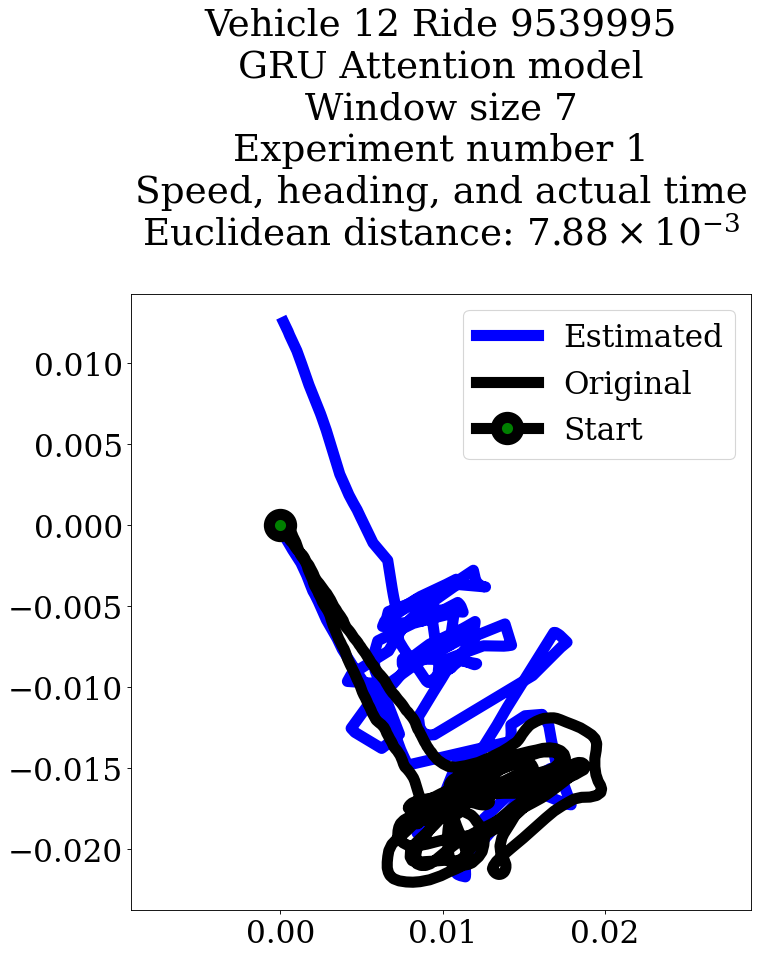 Vehicle 12 Ride 9539995
GRU Attention model
Window size 7
Experiment number 1
Speed, heading, and actual time
Euclidean distance: 7.88 × 10⁻³
Estimated
Original
Start
0.010
0.005
0.000
−0.005
−0.010
−0.015
−0.020
0.00 0.01 0.02